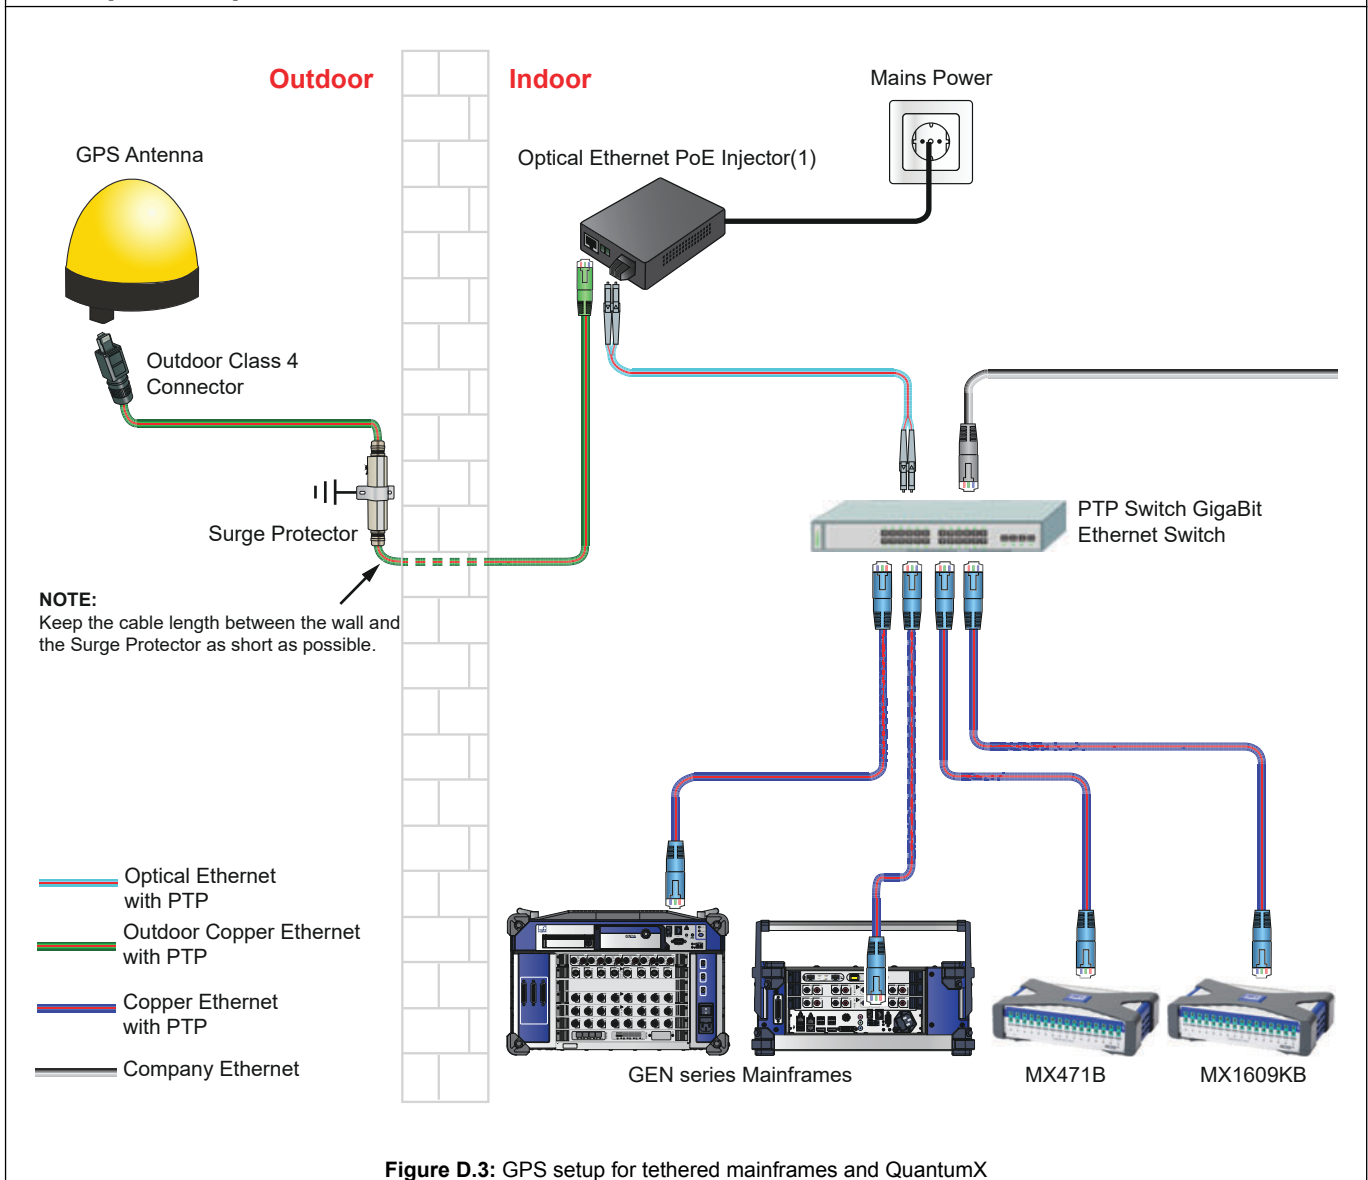 Outdoor
Indoor
Mains Power
GPS Antenna
Optical Ethernet PoE Injector(1)
Outdoor Class 4
Connector
Surge Protector
PTP Switch GigaBit
Ethernet Switch
NOTE:
Keep the cable length between the wall and
the Surge Protector as short as possible.
Optical Ethernet
with PTP
Outdoor Copper Ethernet
with PTP
Copper Ethernet
with PTP
Company Ethernet
GEN series Mainframes
MX471B
MX1609KB
Figure D.3: GPS setup for tethered mainframes and QuantumX